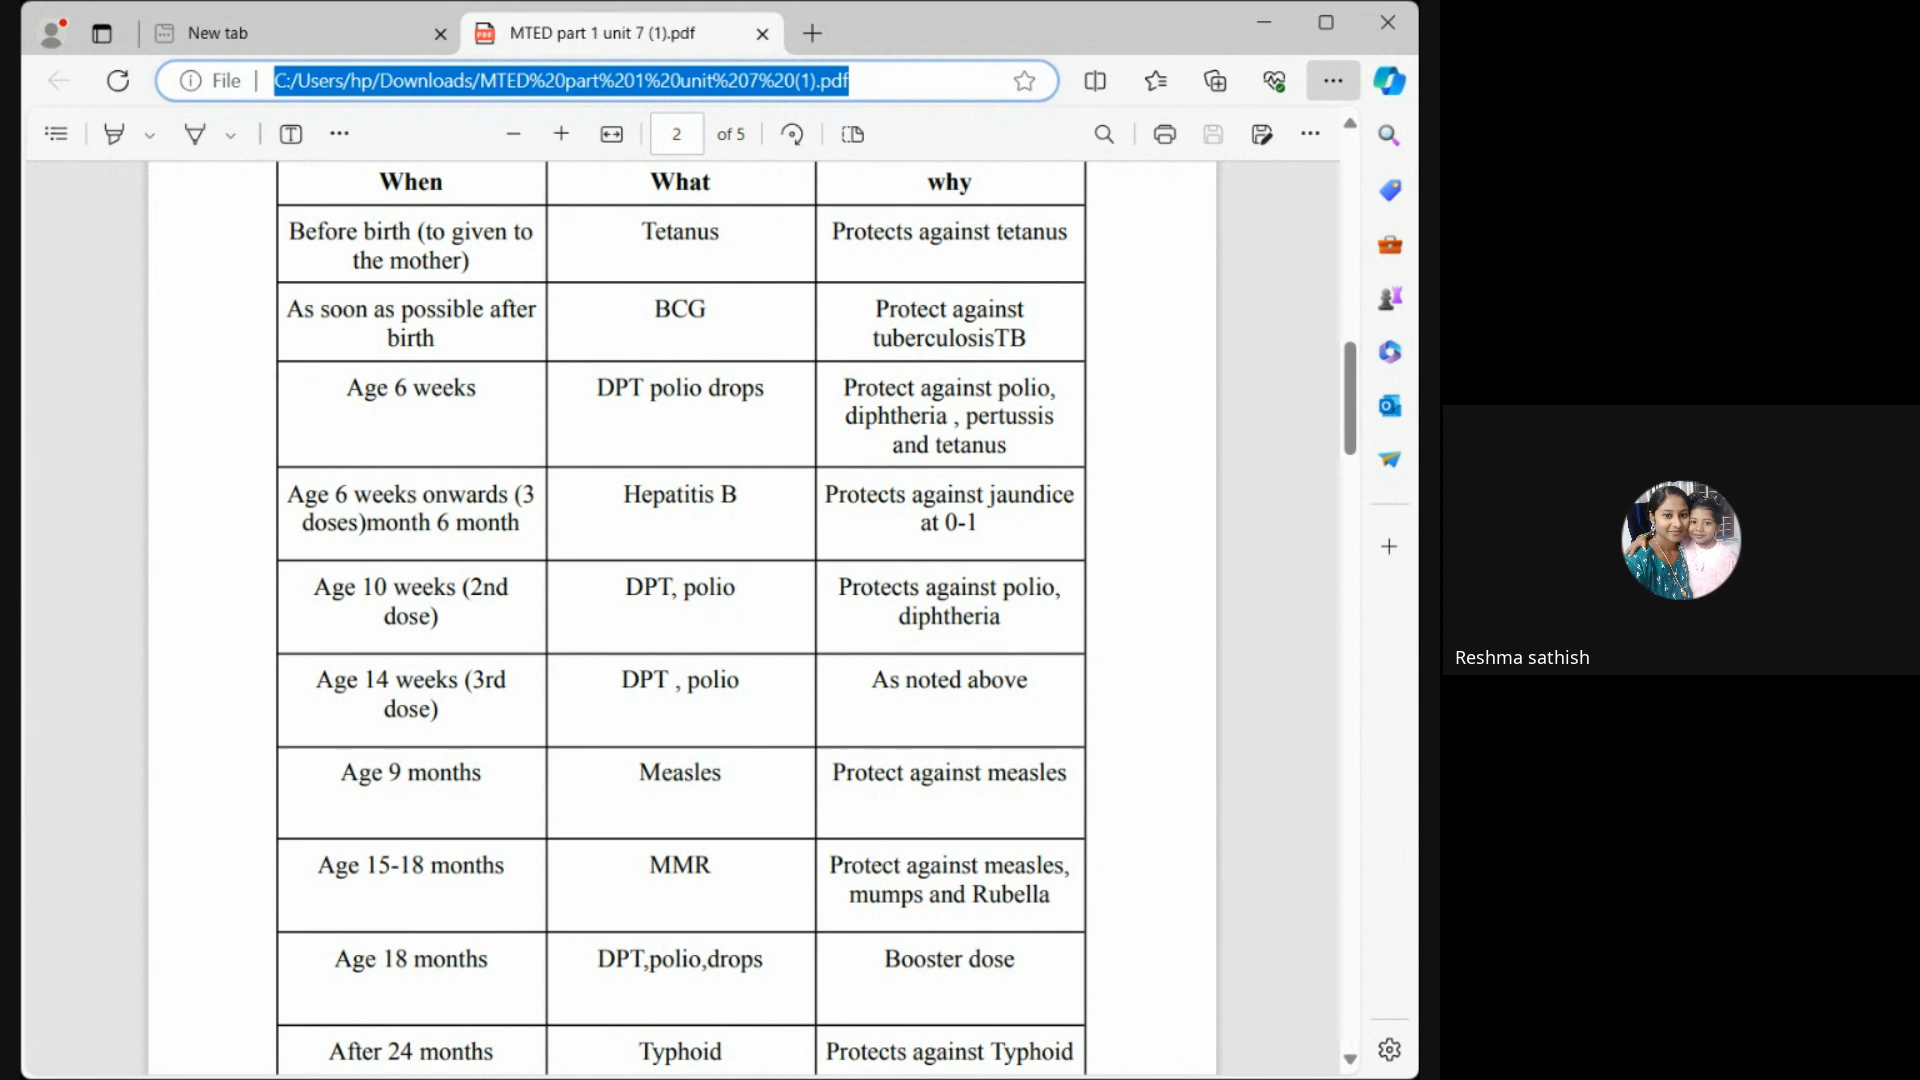 New tab
MTED part 1 unit 7 (1).pdf
File
C:/Users/hp/Downloads/MTED%20part%201%20unit%207%20(1).pdf
2 of 5
When What why
Before birth (to given to
the mother)
Tetanus
Protects against tetanus
As soon as possible after
birth
BCG
Protect against
tuberculosisTB
Age 6 weeks
DPT polio drops
Protect against polio,
diphtheria , pertussis
and tetanus
Age 6 weeks onwards (3
doses)month 6 month
Hepatitis B
Protects against jaundice
at 0-1
Age 10 weeks (2nd
dose)
DPT, polio
Protects against polio,
diphtheria
Age 14 weeks (3rd
dose)
DPT , polio
As noted above
Age 9 months
Measles
Protect against measles
Age 15-18 months
MMR
Protect against measles,
mumps and Rubella
Age 18 months
DPT,polio,drops
Booster dose
After 24 months
Typhoid
Protects against Typhoid
Reshma sathish